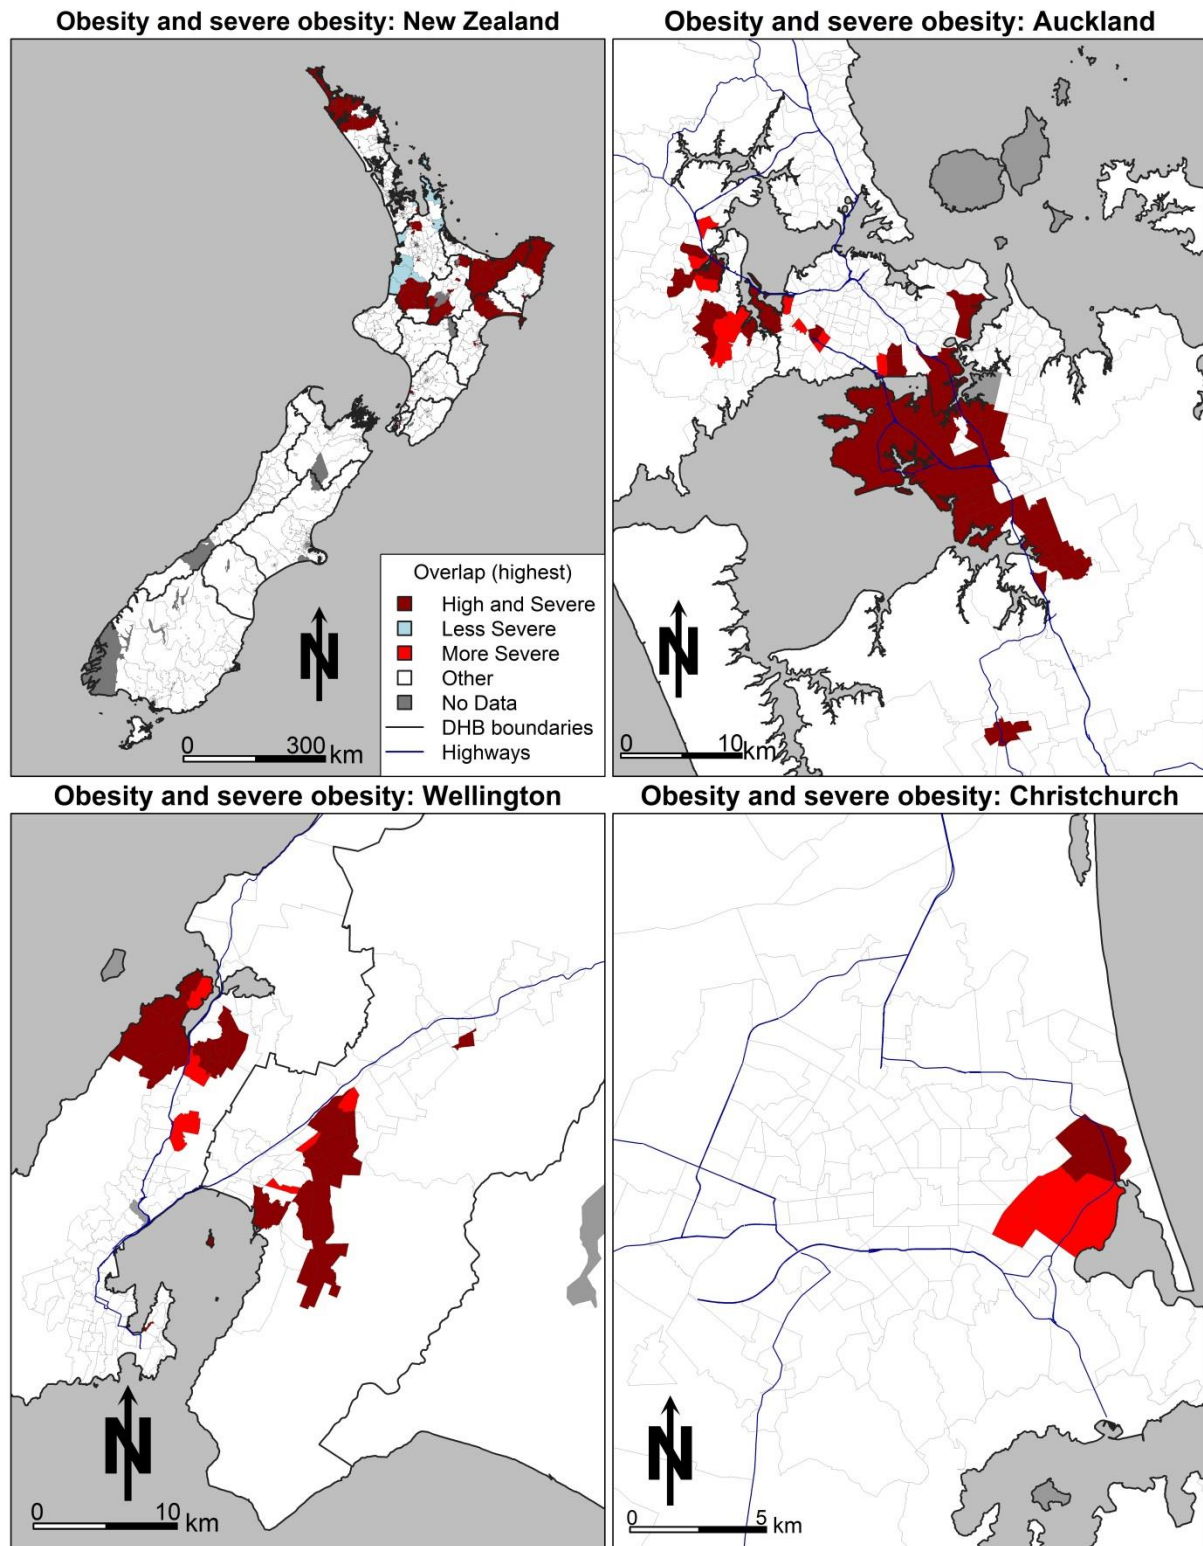 Obesity and severe obesity: New Zealand
Overlap (highest)
High and Severe
Less Severe
More Severe
Other
No Data
DHB boundaries
Highways
N
0 300 km
Obesity and severe obesity: Auckland
N
0 10 km
Obesity and severe obesity: Wellington
N
0 10 km
Obesity and severe obesity: Christchurch
N
0 5 km